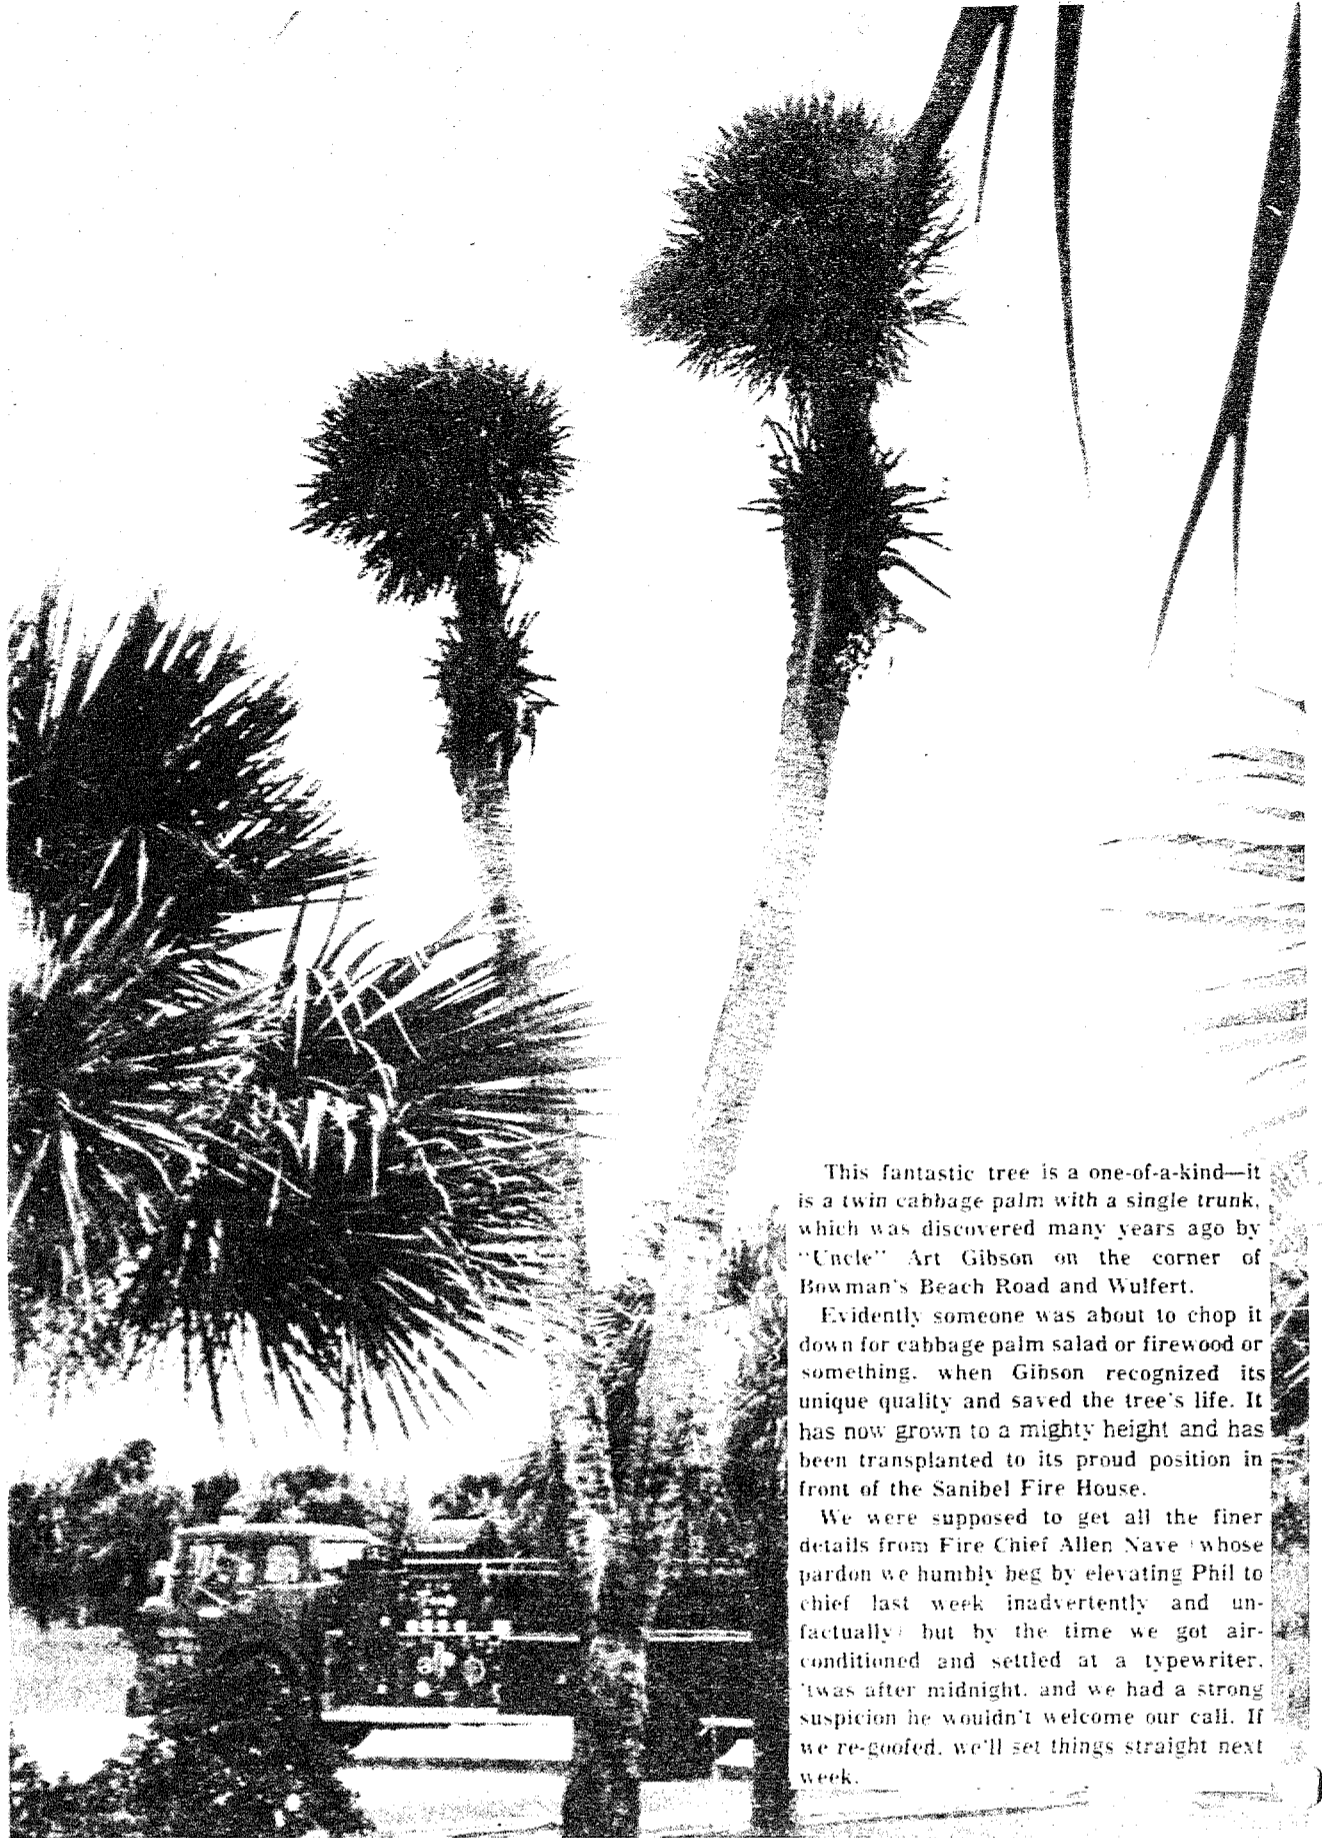 This fantastic tree is a one-of-a-kind—it
is a twin cabbage palm with a single trunk,
which was discovered many years ago by
"Uncle" Art Gibson on the corner of
Bowman's Beach Road and Wulfert.
Evidently someone was about to chop it
down for cabbage palm salad or firewood or
something, when Gibson recognized its
unique quality and saved the tree's life. It
has now grown to a mighty height and has
been transplanted to its proud position in
front of the Sanibel Fire House.
We were supposed to get all the finer
details from Fire Chief Allen Nave (whose
pardon we humbly beg by elevating Phil to
chief last week inadvertently and un-
factually) but by the time we got air-
conditioned and settled at a typewriter,
'twas after midnight, and we had a strong
suspicion he wouldn't welcome our call. If
we re-goofed, we'll set things straight next
week.